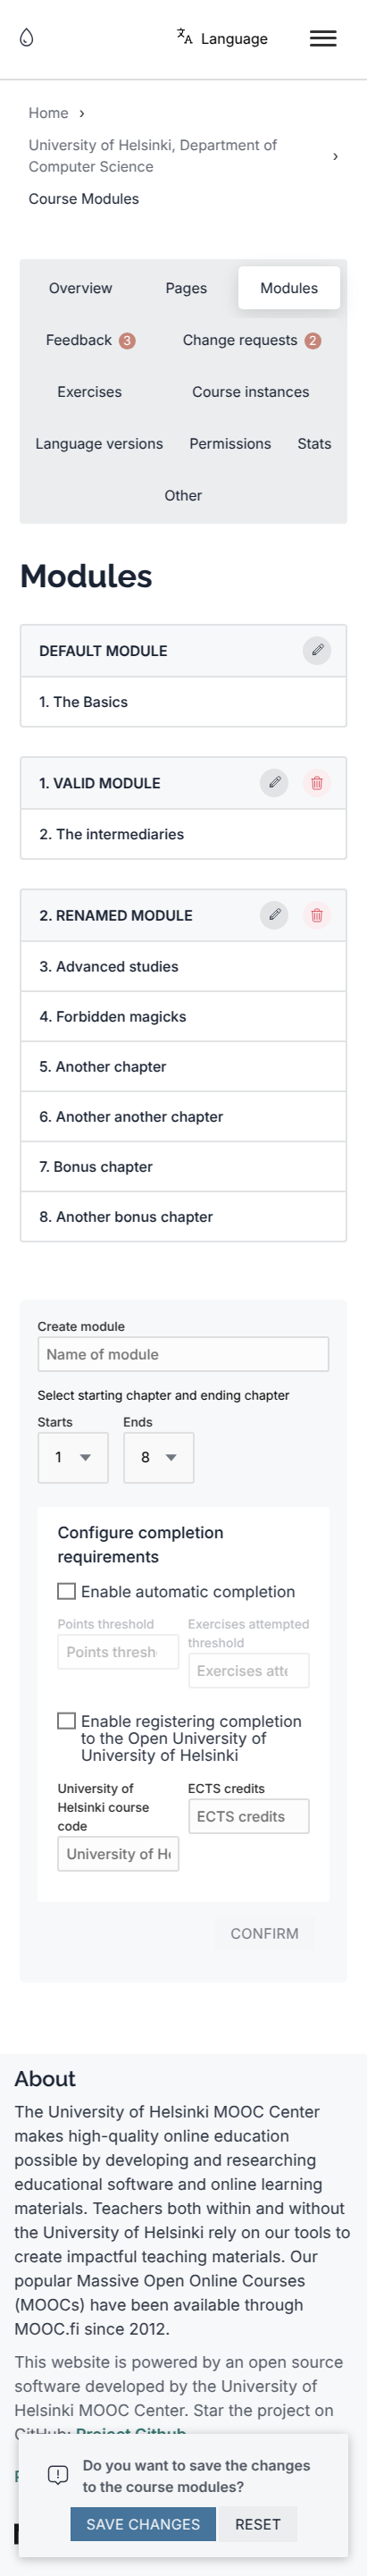 Language
Home ›
University of Helsinki, Department of
Computer Science ›
Course Modules
Overview Pages Modules
Feedback 3 Change requests 2
Exercises Course instances
Language versions Permissions Stats
Other
Modules
DEFAULT MODULE
1. The Basics
1. VALID MODULE
2. The intermediaries
2. RENAMED MODULE
3. Advanced studies
4. Forbidden magicks
5. Another chapter
6. Another another chapter
7. Bonus chapter
8. Another bonus chapter
Create module
Name of module
Select starting chapter and ending chapter
Starts Ends
1 8
Configure completion
requirements
Enable automatic completion
Points threshold
Points thresh
Exercises attempted
threshold
Exercises att
Enable registering completion
to the Open University of
University of Helsinki
University of
Helsinki course
code
University of H
ECTS credits
ECTS credits
CONFIRM
About
The University of Helsinki MOOC Center
makes high-quality online education
possible by developing and researching
educational software and online learning
materials. Teachers both within and without
the University of Helsinki rely on our tools to
create impactful teaching materials. Our
popular Massive Open Online Courses
(MOOCs) have been available through
MOOC.fi since 2012.
This website is powered by an open source
software developed by the University of
Helsinki MOOC Center. Star the project on
GitHub: Project Github
Do you want to save the changes
to the course modules?
SAVE CHANGES RESET